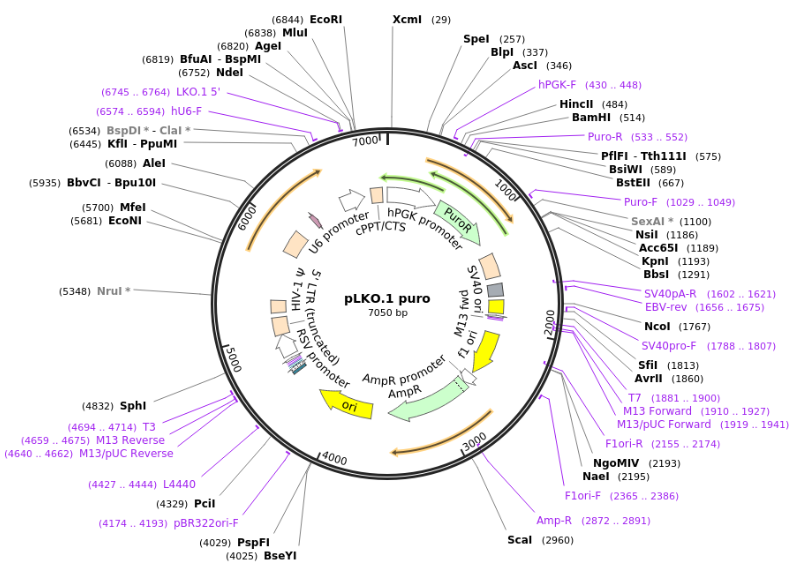 (6844) EcoRI
(6838) MluI
(6820) AgeI
(6819) BfuAI - BspMI
(6752) NdeI
(6745 .. 6764) LKO.1 5'
(6574 .. 6594) hU6-F
(6534) BspDI * - ClaI *
(6445) KflI - PpuMI
(6088) AleI
(5935) BbvCI - Bpu10I
(5700) MfeI
(5681) EcoNI
(5348) NruI *
(4832) SphI
(4694 .. 4714) T3
(4659 .. 4675) M13 Reverse
(4640 .. 4662) M13/pUC Reverse
(4427 .. 4444) L4440
(4329) PciI
(4174 .. 4193) pBR322ori-F
(4029) PspFI
(4025) BseYI
XcmI (29)
SpeI (257)
BlpI (337)
AscI (346)
hPGK-F (430 .. 448)
HincII (484)
BamHI (514)
Puro-R (533 .. 552)
PflFI - Tth111I (575)
BsiWI (589)
BstEII (667)
Puro-F (1029 .. 1049)
SexAI * (1100)
NsiI (1186)
Acc65I (1189)
KpnI (1193)
BbsI (1291)
SV40pA-R (1602 .. 1621)
EBV-rev (1656 .. 1675)
NcoI (1767)
SV40pro-F (1788 .. 1807)
SfiI (1813)
AvrII (1860)
T7 (1881 .. 1900)
M13 Forward (1910 .. 1927)
M13/pUC Forward (1919 .. 1941)
F1ori-R (2155 .. 2174)
NgoMIV (2193)
NaeI (2195)
F1ori-F (2365 .. 2386)
Amp-R (2872 .. 2891)
ScaI (2960)
7000
1000
2000
3000
4000
5000
6000
U6 promoter
cPPT/CTS
hPGK promoter
PuroR
SV40 ori
M13 fwd
f1 ori
AmpR promoter
AmpR
ori
RSV promoter
5' LTR (truncated)
HIV-1 Ψ
pLKO.1 puro
7050 bp